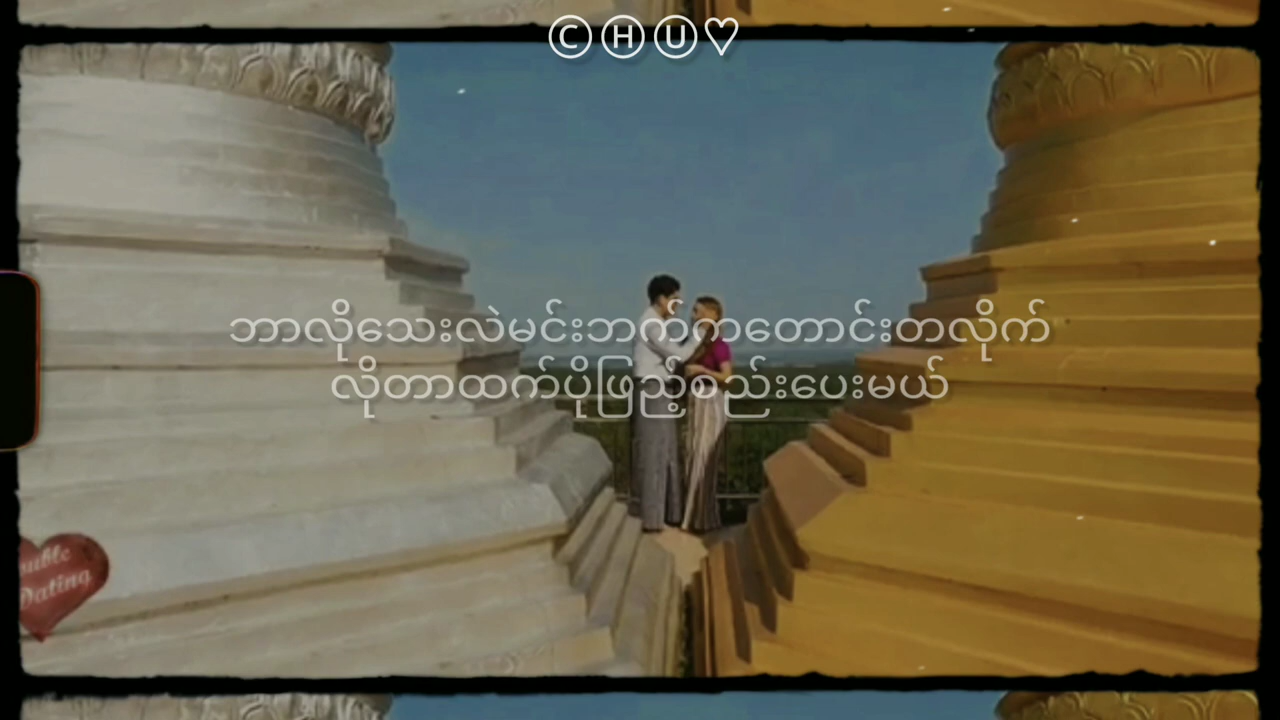 ⒸⒽⓊ♡
ဘာလိုသေးလဲမင်းဘက်ကတောင်းတလိုက်
လိုတာထက်ပိုဖြည့်စည်းပေးမယ်
Dating